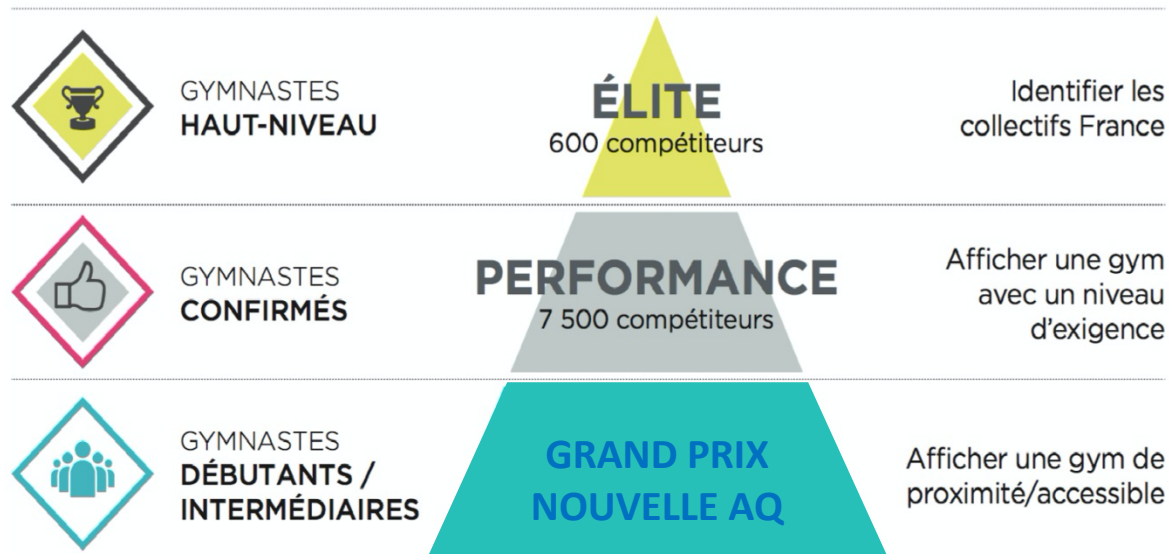 GYMNASTES
HAUT-NIVEAU
ÉLITE
600 compétiteurs
Identifier les
collectifs France
GYMNASTES
CONFIRMÉS
PERFORMANCE
7 500 compétiteurs
Afficher une gym
avec un niveau
d’exigence
GYMNASTES
DÉBUTANTS /
INTERMÉDIAIRES
GRAND PRIX
NOUVELLE AQ
Afficher une gym de
proximité/accessible